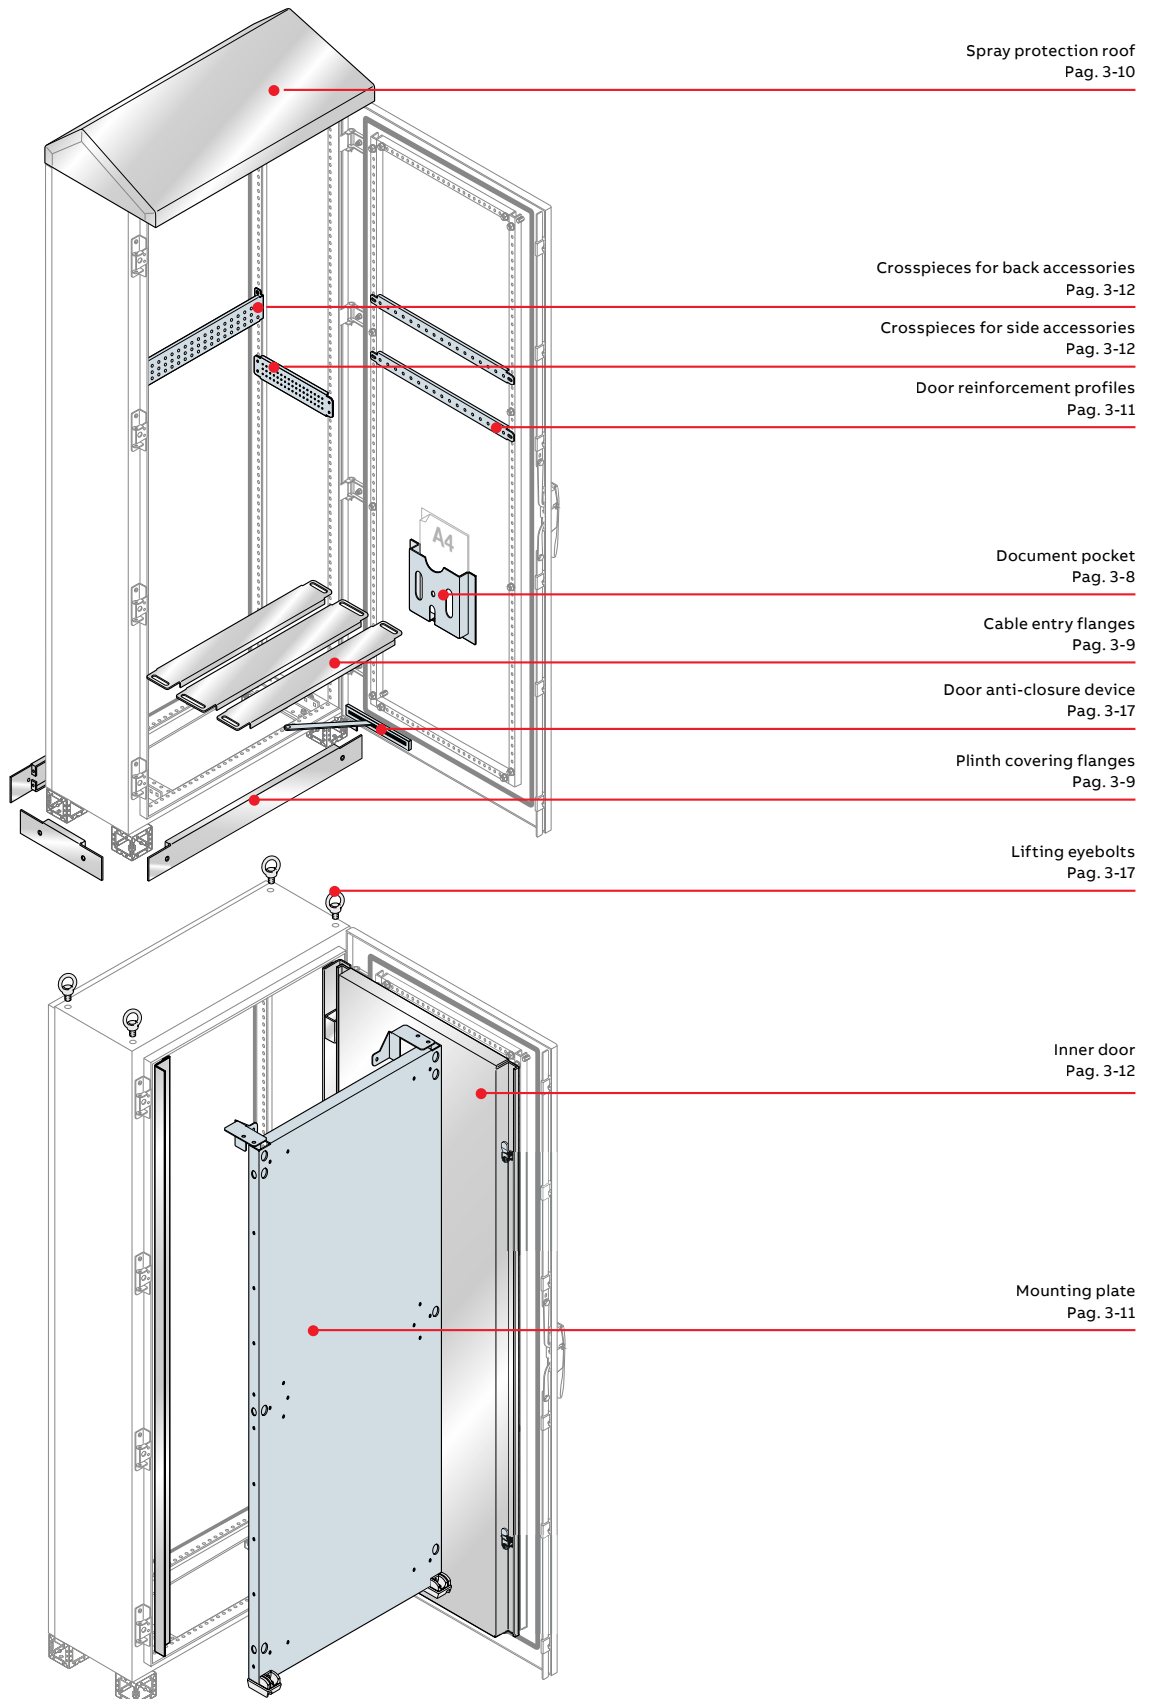 Spray protection roof
Pag. 3-10
Crosspieces for back accessories
Pag. 3-12
Crosspieces for side accessories
Pag. 3-12
Door reinforcement profiles
Pag. 3-11
A4
Document pocket
Pag. 3-8
Cable entry flanges
Pag. 3-9
Door anti-closure device
Pag. 3-17
Plinth covering flanges
Pag. 3-9
Lifting eyebolts
Pag. 3-17
Inner door
Pag. 3-12
Mounting plate
Pag. 3-11